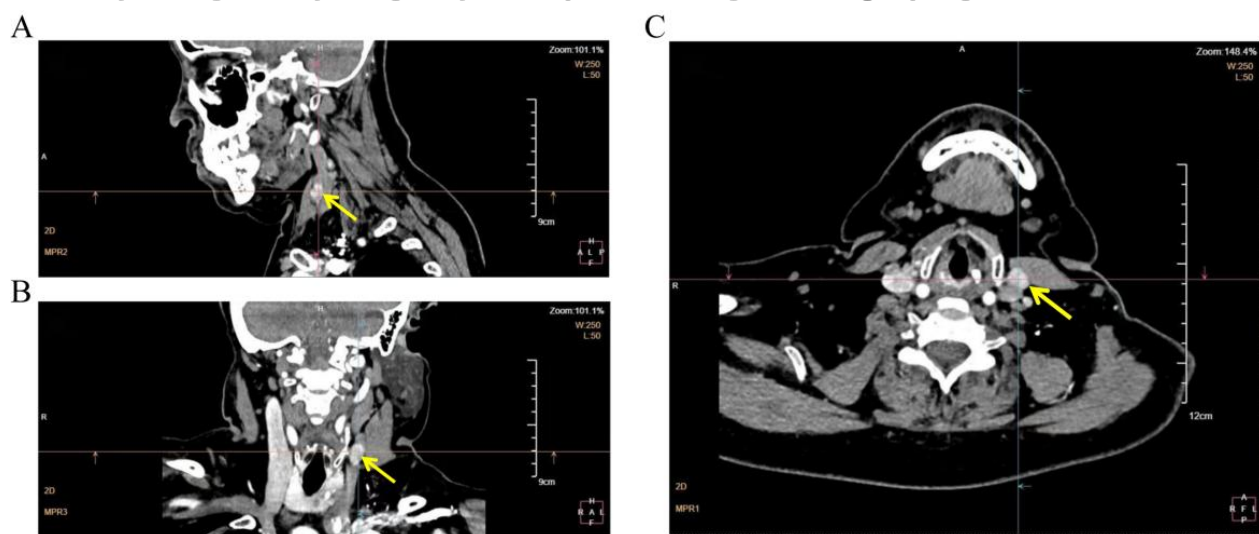 A
H
Zoom:101.1%
W:250
L:50
A
9cm
2D
MPR2
H
A L P
F
B
H
Zoom:101.1%
W:250
L:50
R
9cm
2D
MPR3
H
R A L
F
C
A
Zoom:148.4%
W:250
L:50
R
12cm
2D
MPR1
A
R F L
P